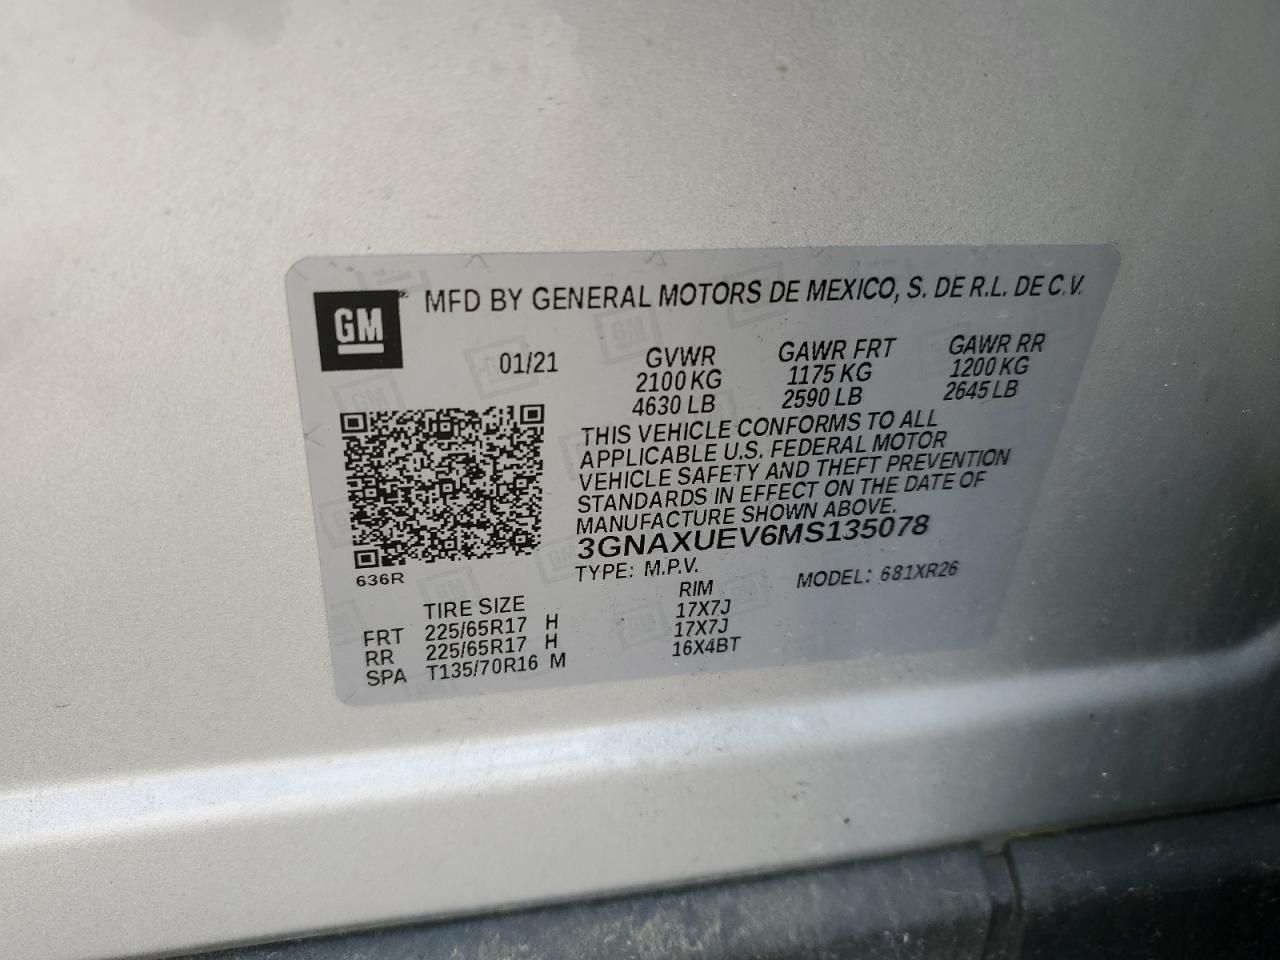 GM
MFD BY GENERAL MOTORS DE MEXICO, S. DE R.L. DE C.V.
01/21 GVWR GAWR FRT GAWR RR
2100 KG 1175 KG 1200 KG
4630 LB 2590 LB 2645 LB
THIS VEHICLE CONFORMS TO ALL
APPLICABLE U.S. FEDERAL MOTOR
VEHICLE SAFETY AND THEFT PREVENTION
STANDARDS IN EFFECT ON THE DATE OF
MANUFACTURE SHOWN ABOVE.
3GNAXUEV6MS135078
636R
TYPE: M.P.V. MODEL: 681XR26
TIRE SIZE RIM
FRT 225/65R17 H 17X7J
RR 225/65R17 H 17X7J
SPA T135/70R16 M 16X4BT